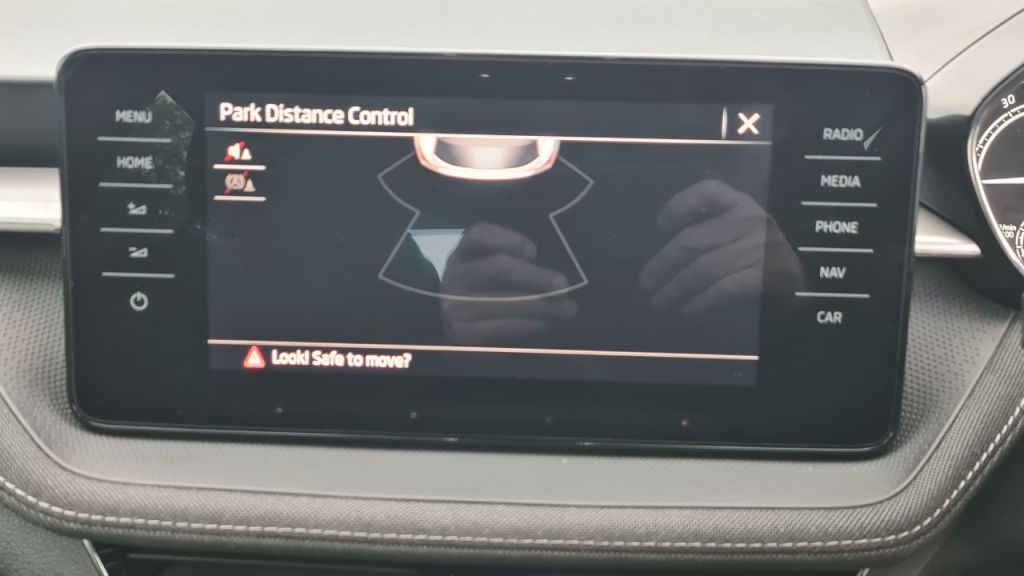 Park Distance Control
MENU
HOME
Look! Safe to move?
RADIO
MEDIA
PHONE
NAV
CAR
30